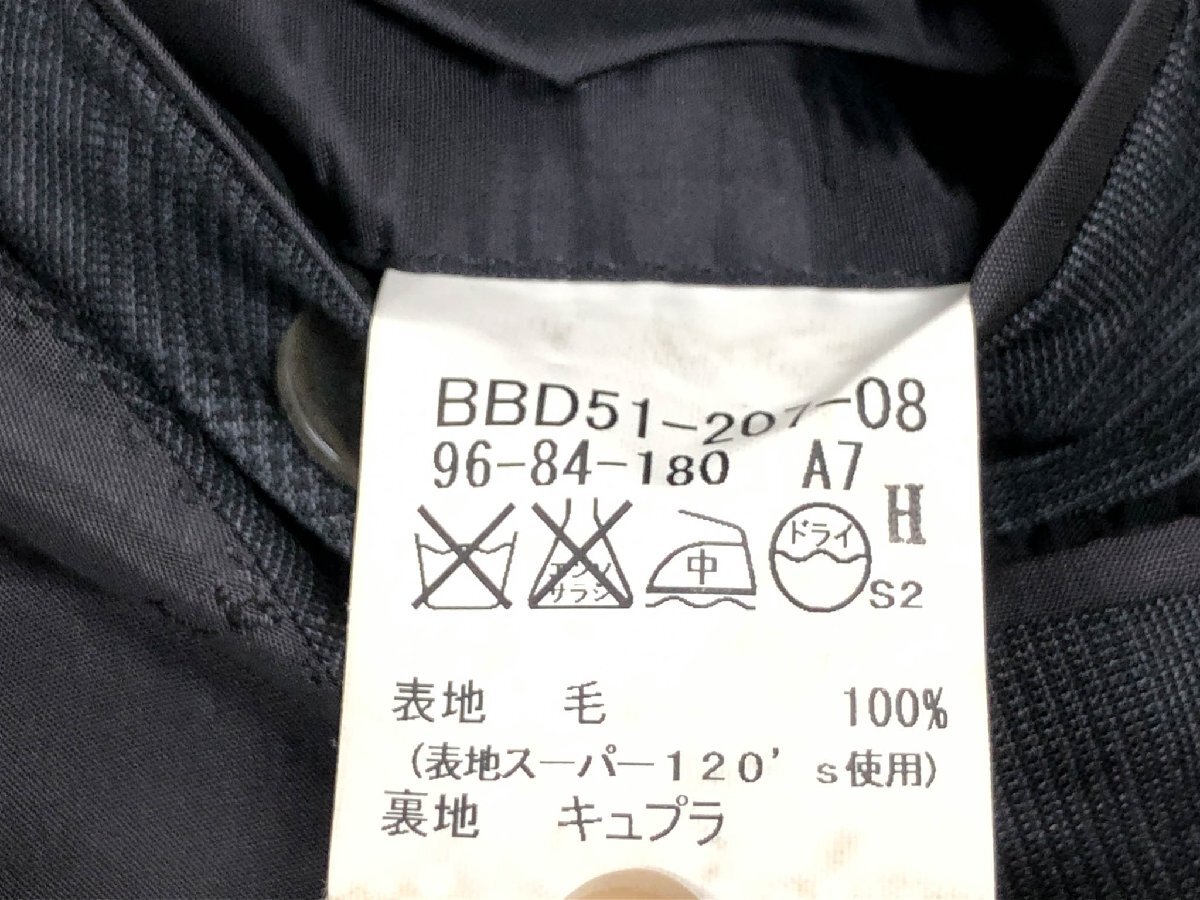 BBD51-207-08
96-84-180 A7 H
エンソ サラシ 中 ドライ S2
表地 毛 100%
(表地スーパー120's使用)
裏地 キュプラ